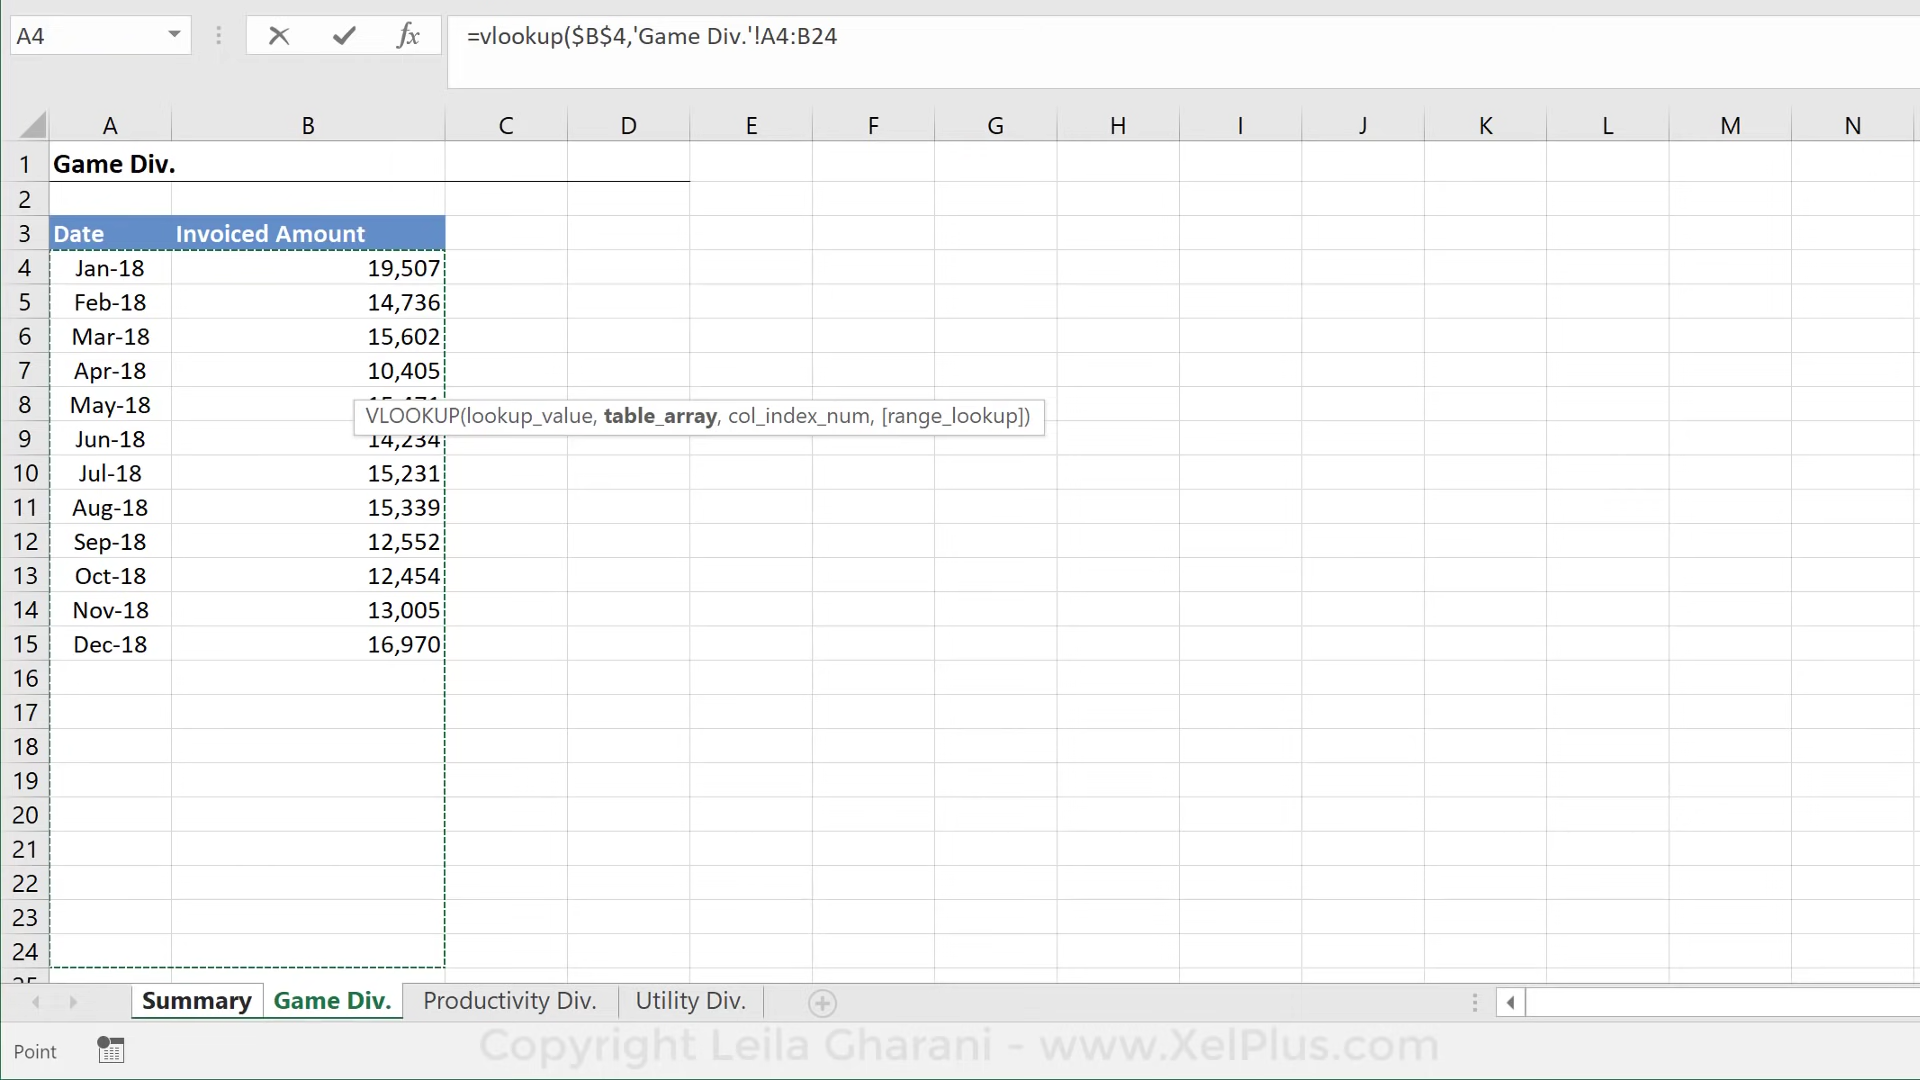 A4
fx
=vlookup($B$4,'Game Div.'!A4:B24
A B C D E F G H I J K L M N
1 Game Div.
2
3 Date Invoiced Amount
4 Jan-18 19,507
5 Feb-18 14,736
6 Mar-18 15,602
7 Apr-18 10,405
8 May-18
VLOOKUP(lookup_value, table_array, col_index_num, [range_lookup])
9 Jun-18 14,234
10 Jul-18 15,231
11 Aug-18 15,339
12 Sep-18 12,552
13 Oct-18 12,454
14 Nov-18 13,005
15 Dec-18 16,970
16
17
18
19
20
21
22
23
24
Summary Game Div. Productivity Div. Utility Div.
Point
Copyright Leila Gharani - www.XelPlus.com